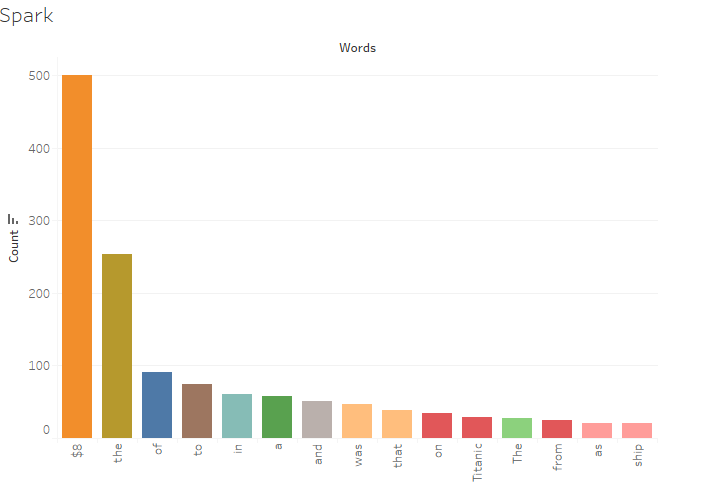 Spark
Words
Count
500
400
300
200
100
0
$8
the
of
to
in
a
and
was
that
on
Titanic
The
from
as
ship